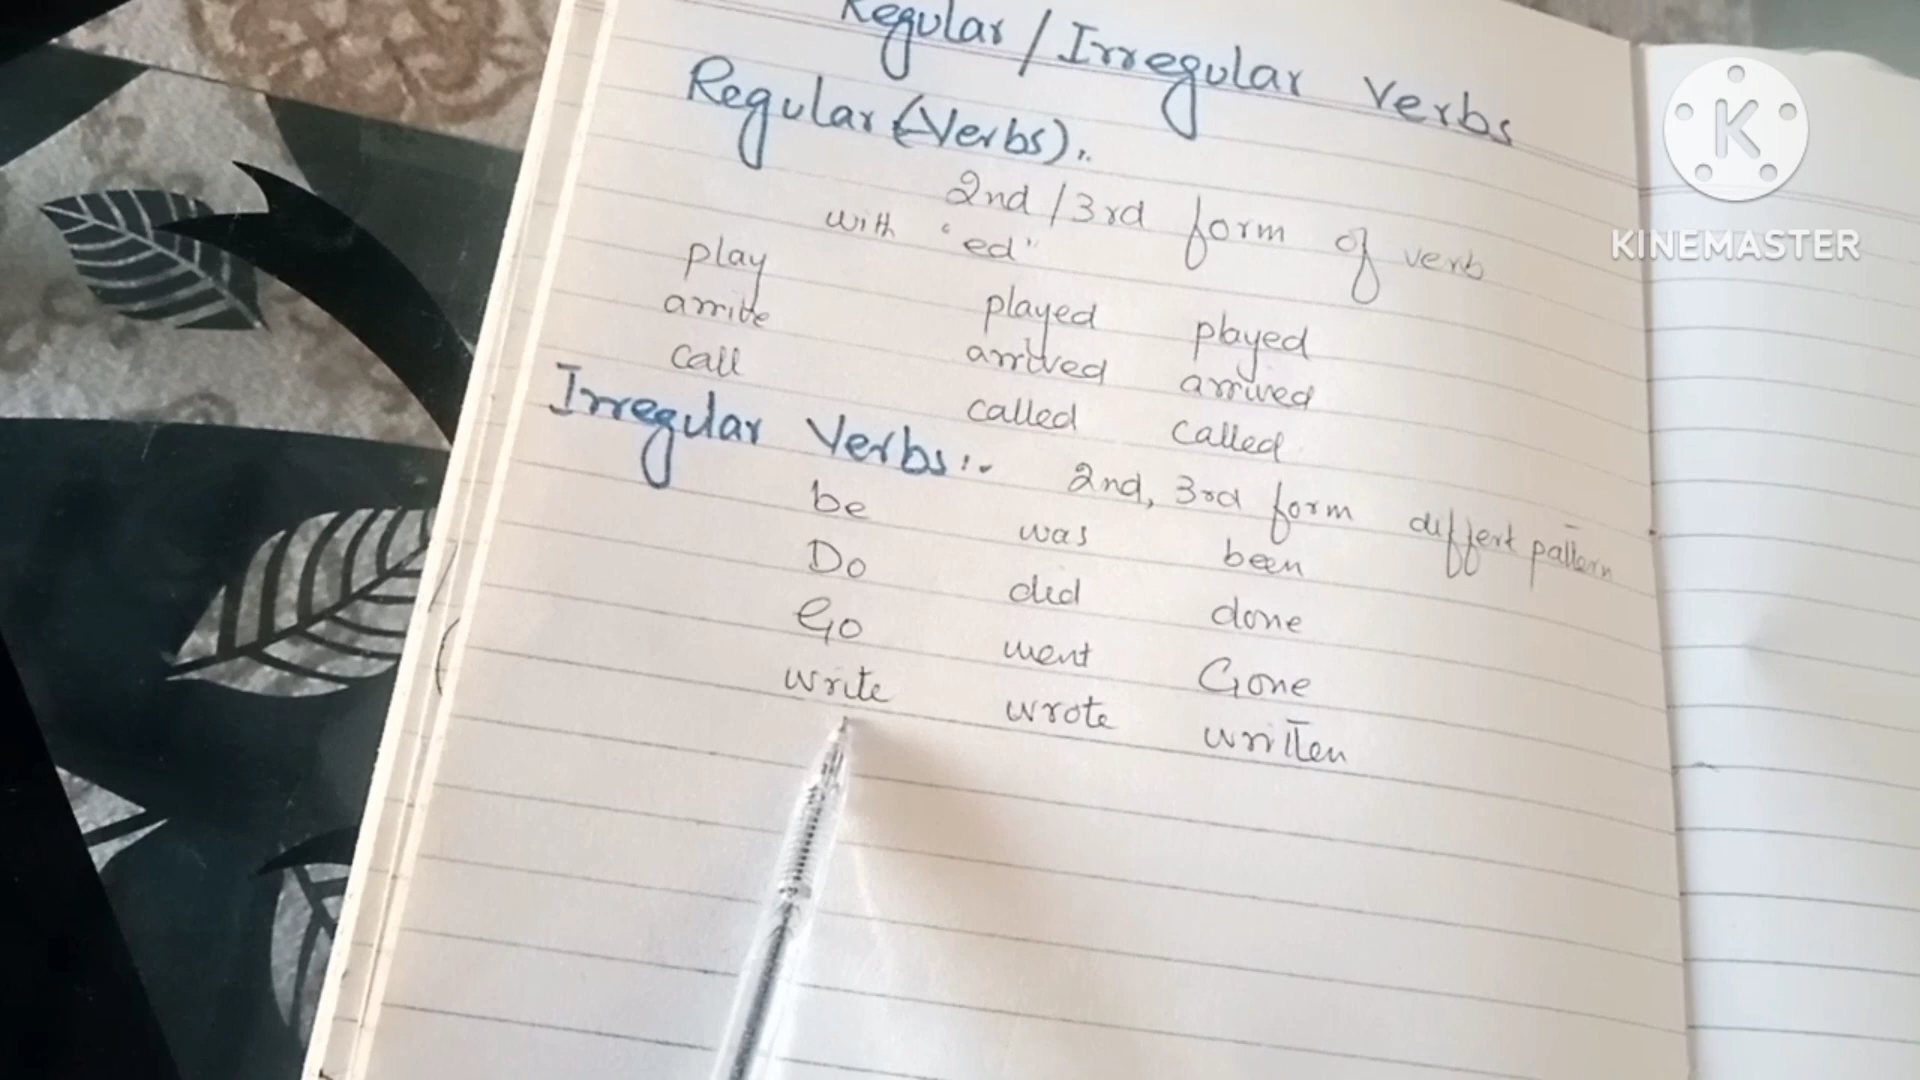 Regular / Irregular Verbs
Regular (Verbs):.
2nd / 3rd form of verb
with "ed"
play played played
arrive arrived arrived
call called called
Irregular Verbs:- 2nd, 3rd form diffent pattern
be was been
Do did done
Go went Gone
write wrote written
K
KINEMASTER